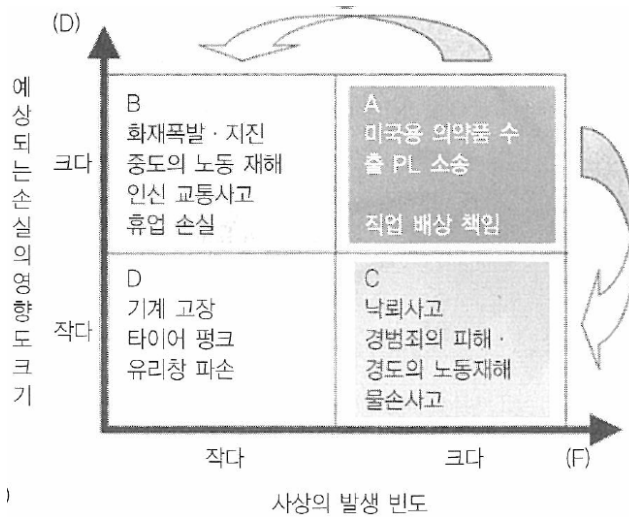 (D)
예상되는손실의영향도크기
크다
작다
B
화재폭발 · 지진
중도의 노동 재해
인신 교통사고
휴업 손실
A
미국용 의약품 수
출 PL 소송
직업 배상 책임
D
기계 고장
타이어 펑크
유리창 파손
C
낙뢰사고
경범죄의 피해 ·
경도의 노동재해
물손사고
작다
크다
(F)
사상의 발생 빈도
)